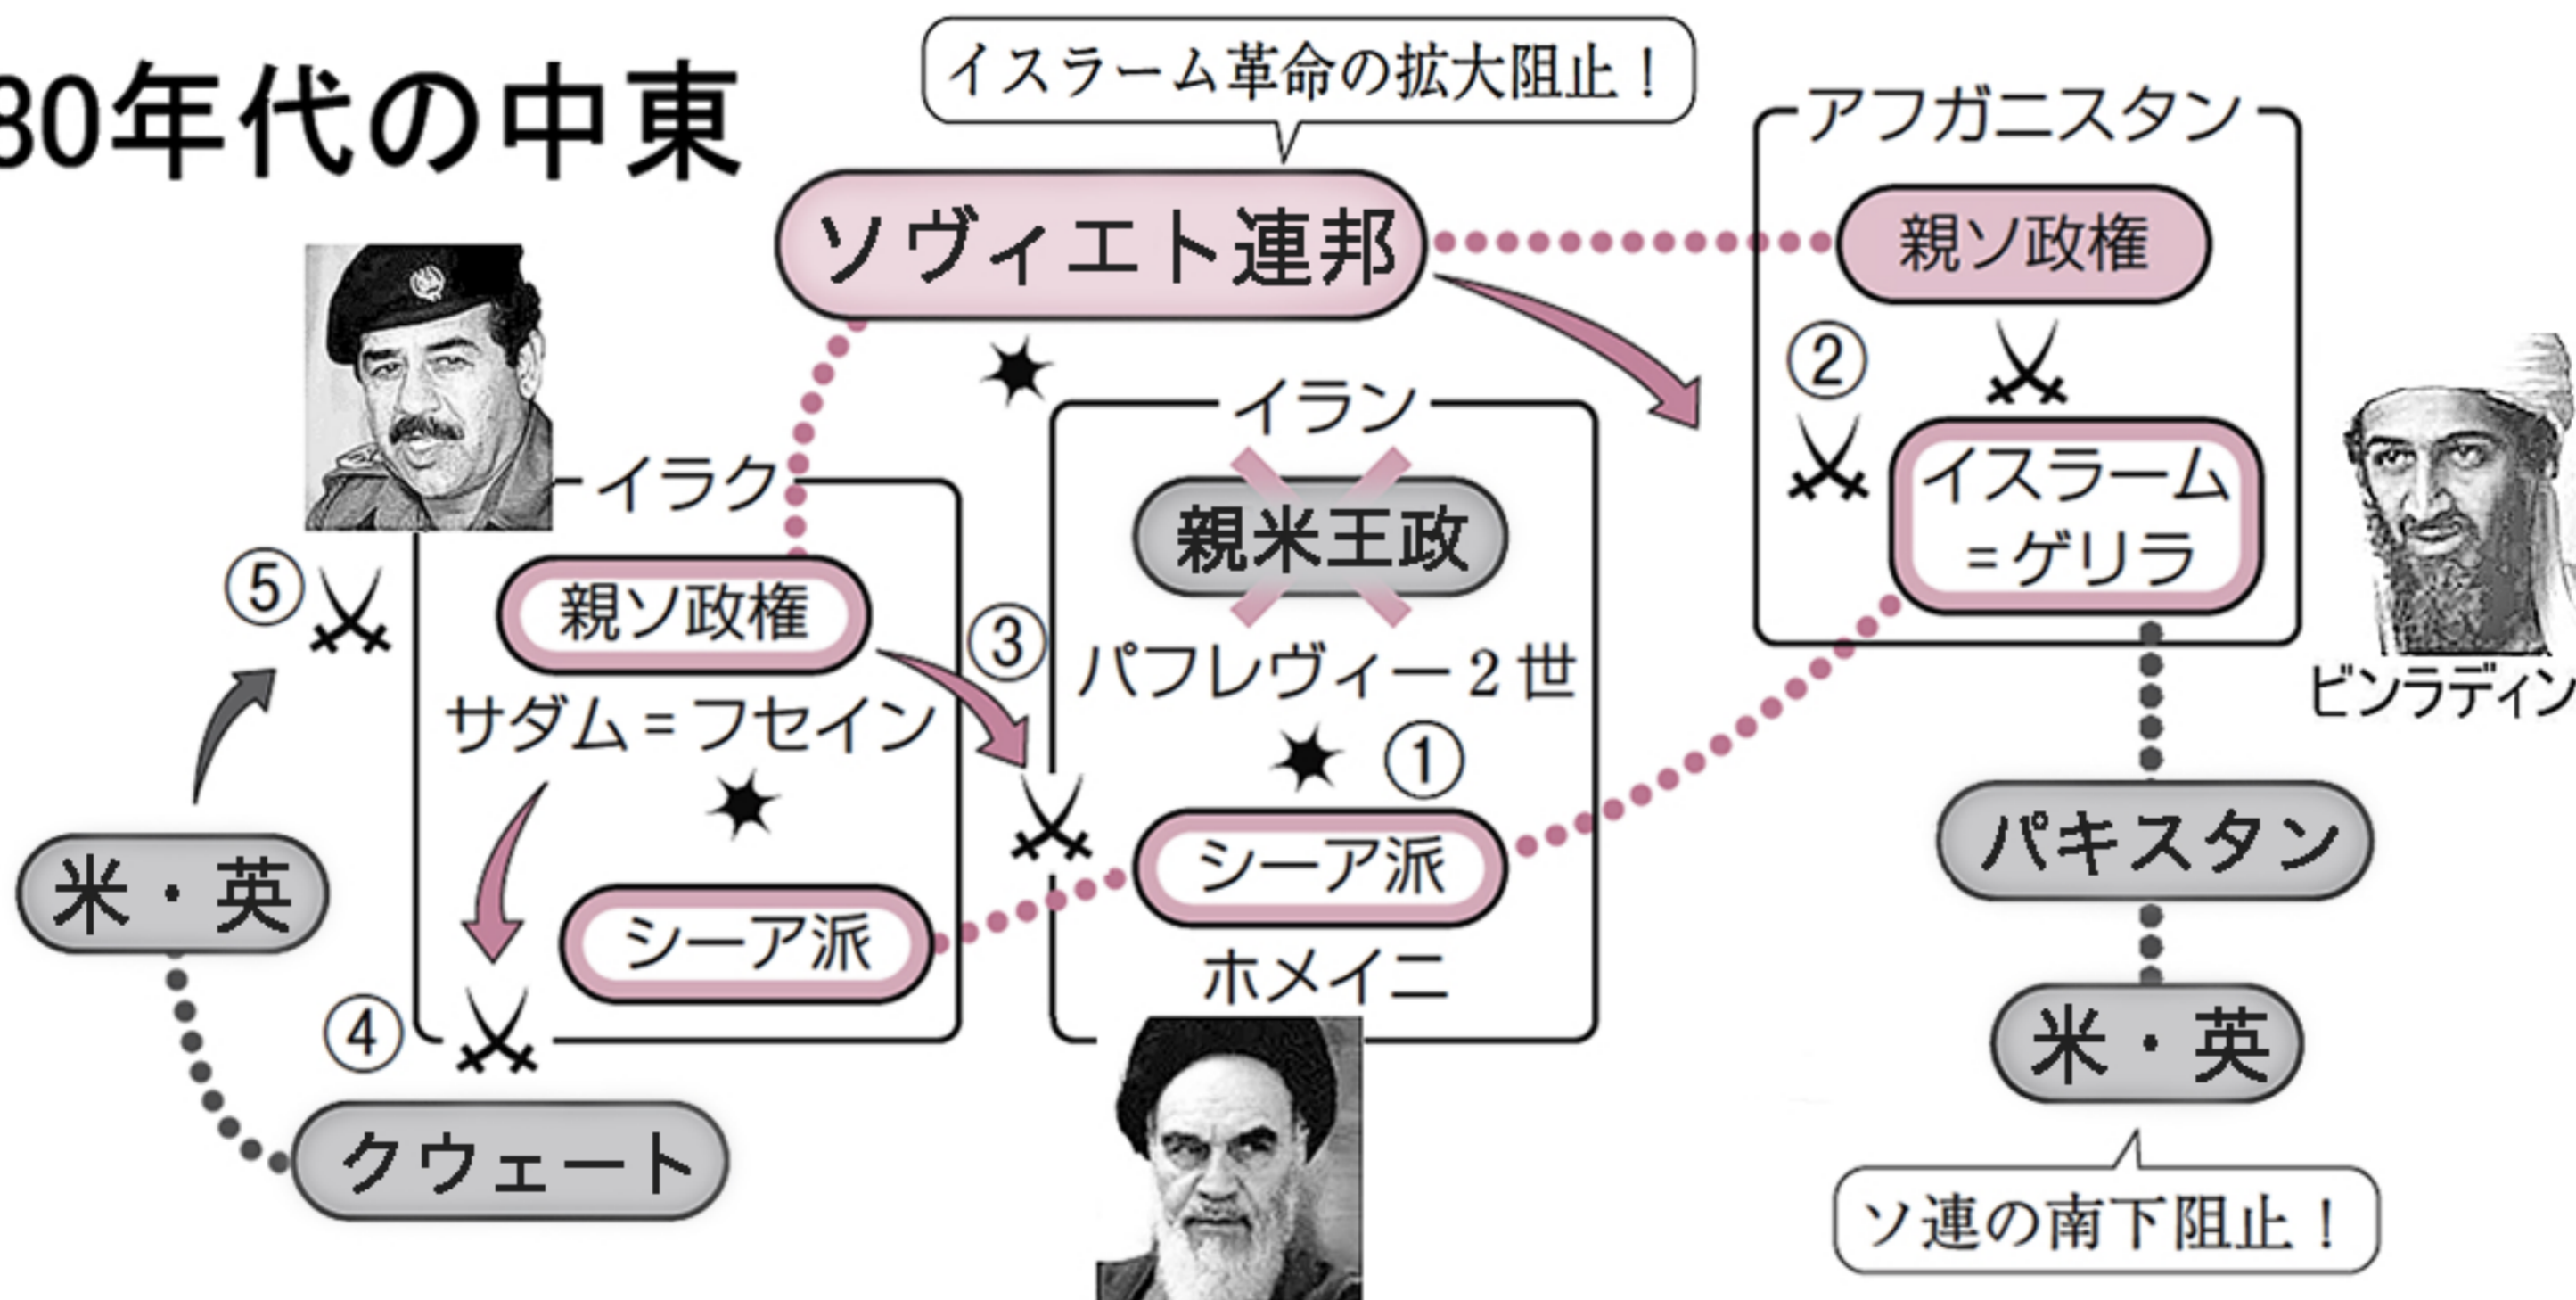 80年代の中東
イスラーム革命の拡大阻止！
ソヴィエト連邦
アフガニスタン
親ソ政権
②
イスラーム
=ゲリラ
ビンラディン
パキスタン
米・英
ソ連の南下阻止！
イラン
親米王政
パフレヴィー2世
①
シーア派
ホメイニ
③
イラク
親ソ政権
サダム=フセイン
シーア派
⑤
米・英
④
クウェート